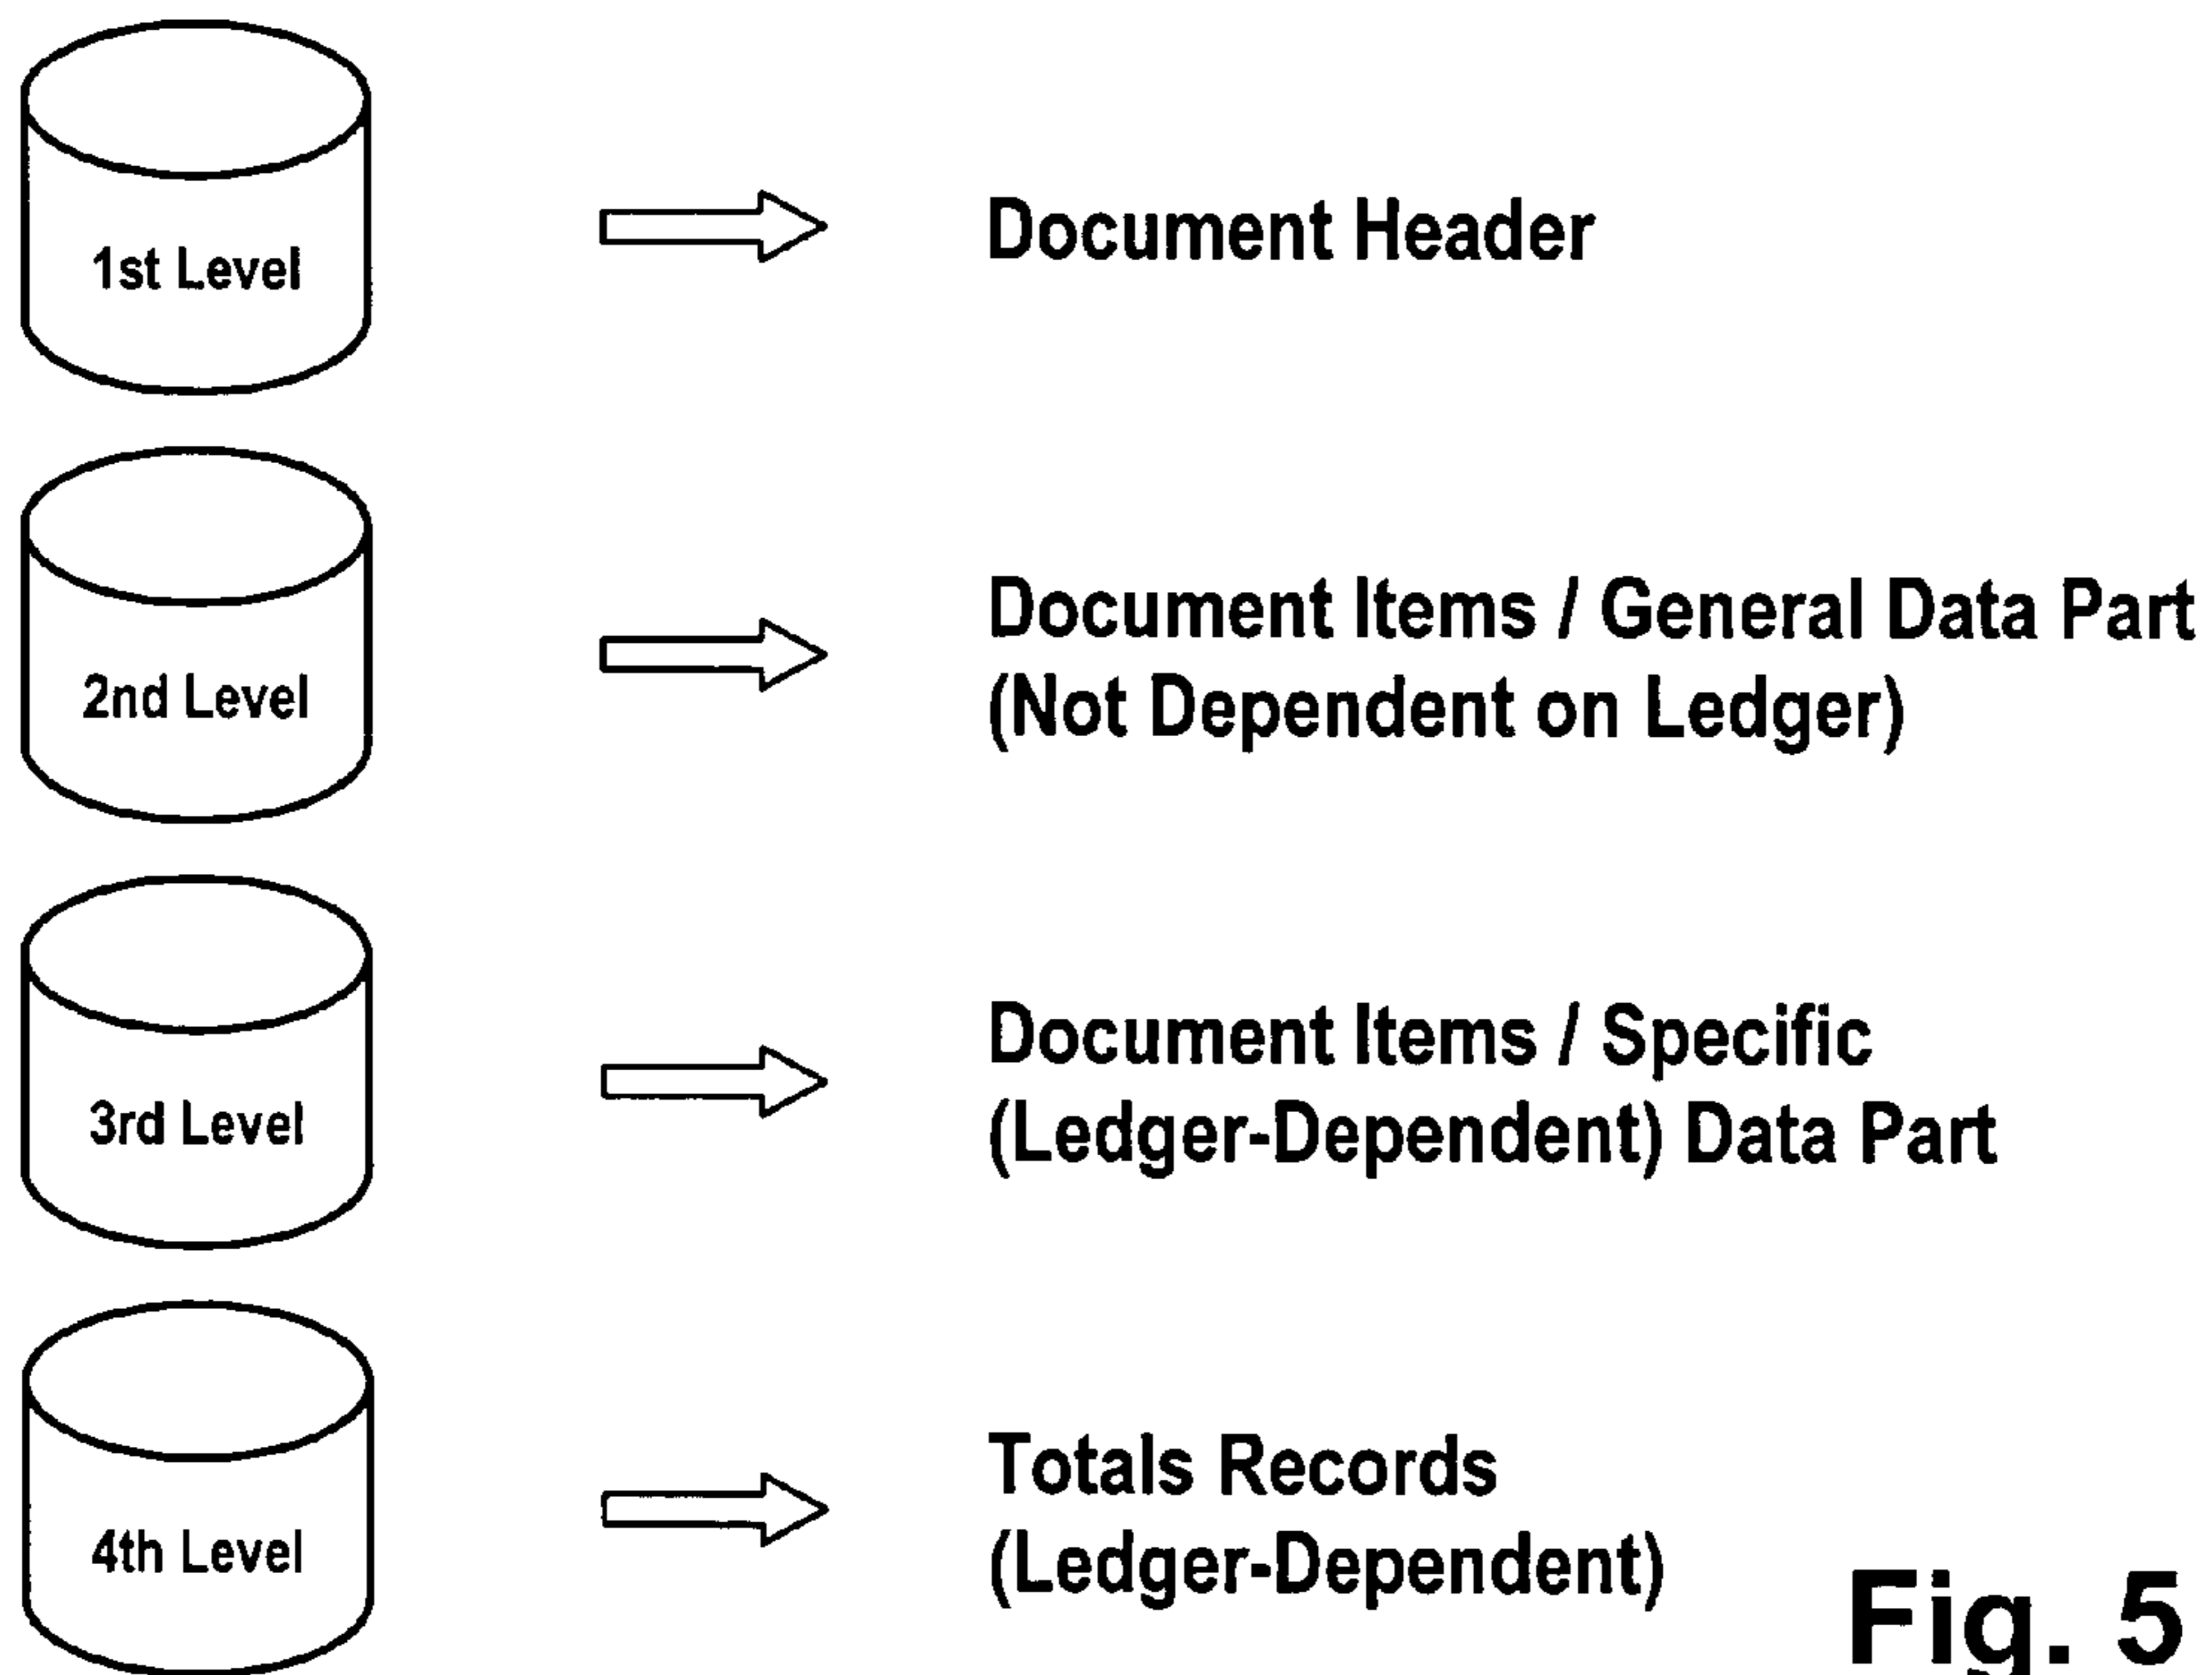 1st Level
Document Header
2nd Level
Document Items / General Data Part
(Not Dependent on Ledger)
3rd Level
Document Items / Specific
(Ledger-Dependent) Data Part
4th Level
Totals Records
(Ledger-Dependent)
Fig. 5